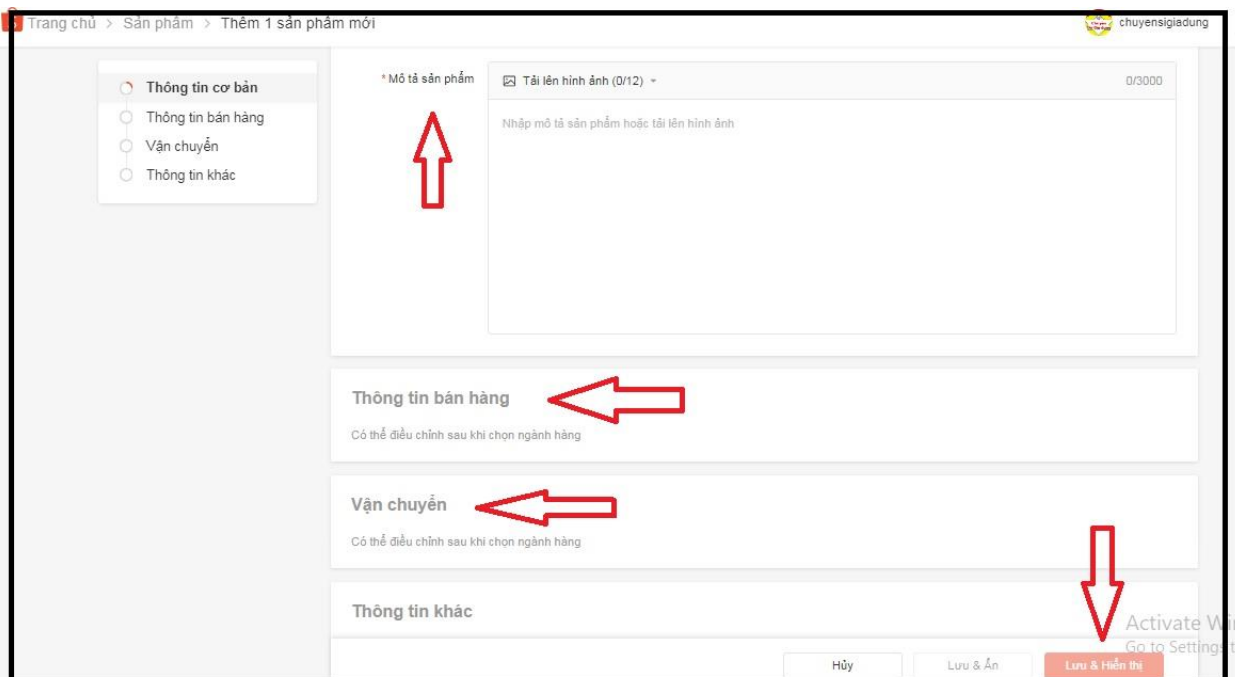 Trang chủ > Sản phẩm > Thêm 1 sản phẩm mới
chuyensigiadung
Thông tin cơ bản
Thông tin bán hàng
Vận chuyển
Thông tin khác
* Mô tả sản phẩm
Tải lên hình ảnh (0/12)
0/3000
Nhập mô tả sản phẩm hoặc tải lên hình ảnh
Thông tin bán hàng
Có thể điều chỉnh sau khi chọn ngành hàng
Vận chuyển
Có thể điều chỉnh sau khi chọn ngành hàng
Thông tin khác
Activate Wi
Go to Settings t
Hủy
Lưu & Ẩn
Lưu & Hiển thị